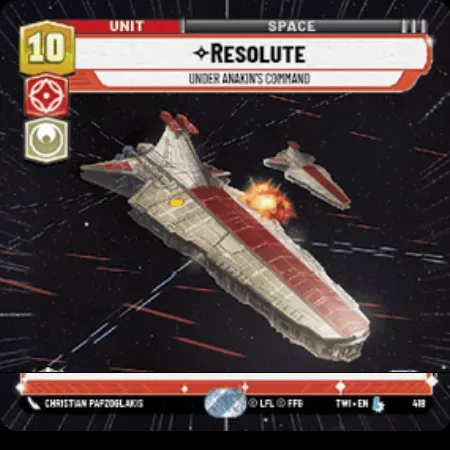 UNIT SPACE
10
RESOLUTE
UNDER ANAKIN'S COMMAND
CHRISTIAN PAPZOGLAKIS © LFL © FFG TWI • EN 418